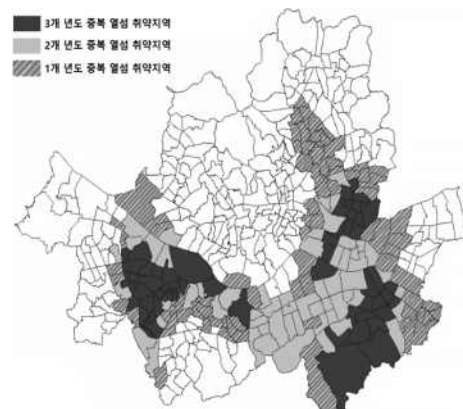 3개 년도 중복 열섬 취약지역
2개 년도 중복 열섬 취약지역
1개 년도 중복 열섬 취약지역